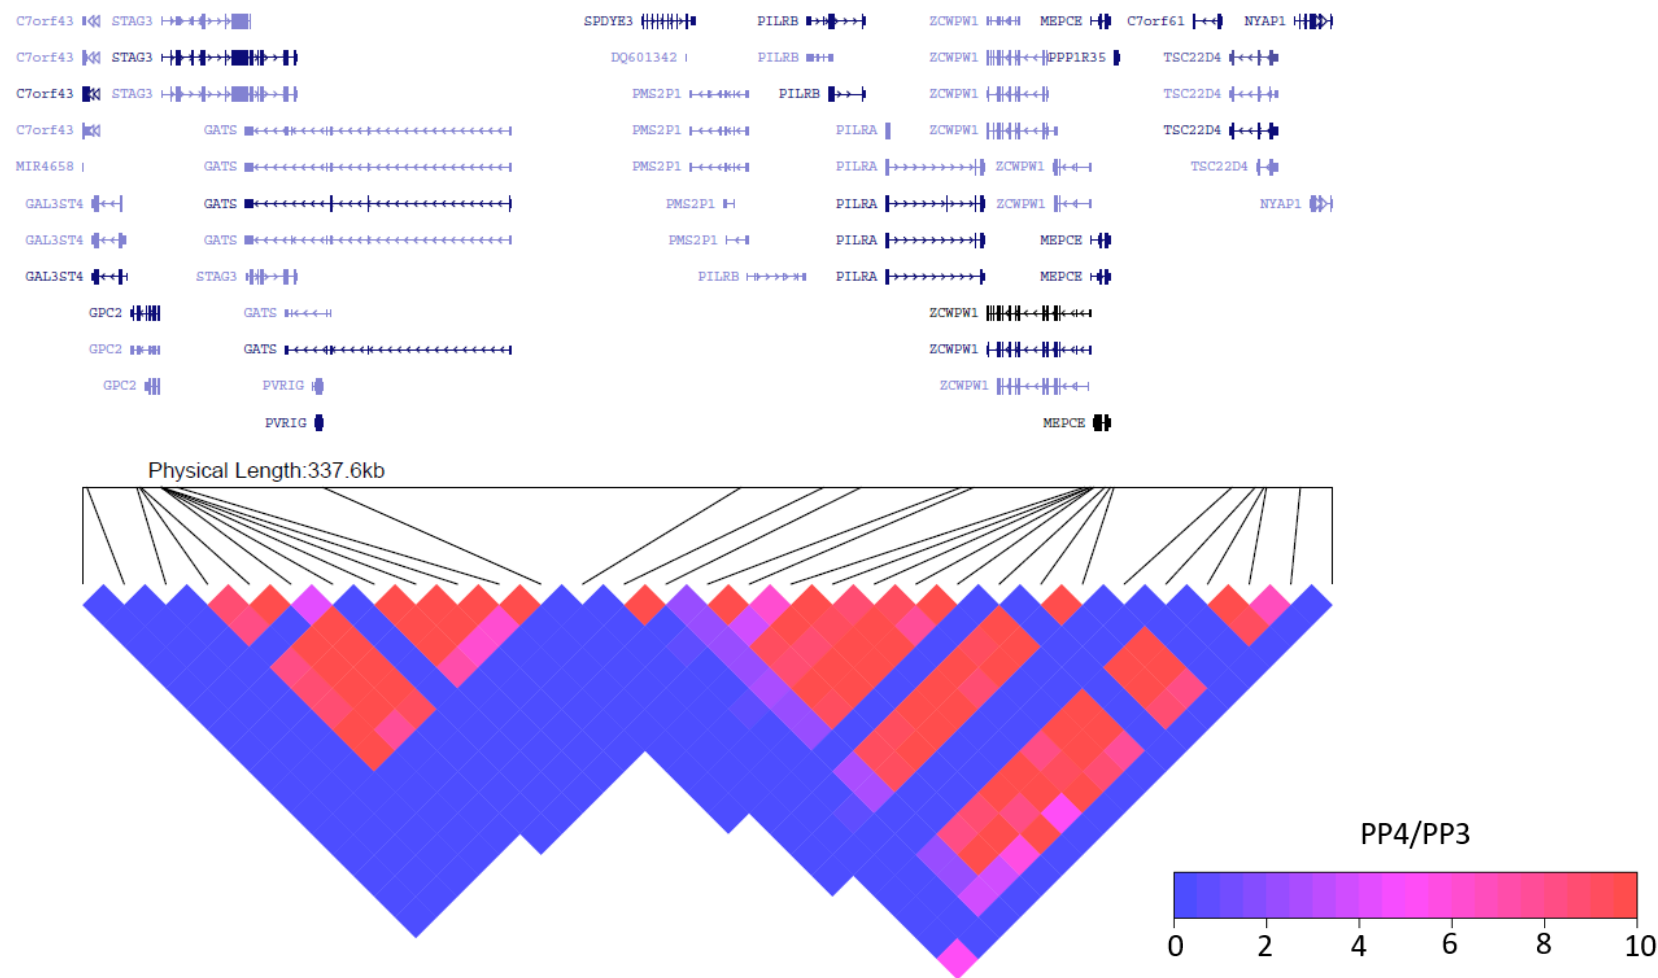 C7orf43 STAG3 SPDYE3 PILRB ZCWPW1 MEPCE C7orf61 NYAP1
C7orf43 STAG3 DQ601342 PILRB ZCWPW1 PPP1R35 TSC22D4
C7orf43 STAG3 PMS2P1 PILRB ZCWPW1 TSC22D4
C7orf43 GATS PMS2P1 PILRA ZCWPW1 TSC22D4
MIR4658 GATS PMS2P1 PILRA ZCWPW1 TSC22D4
GAL3ST4 GATS PMS2P1 PILRA ZCWPW1 NYAP1
GAL3ST4 GATS PMS2P1 PILRA MEPCE
GAL3ST4 STAG3 PILRB PILRA MEPCE
GPC2 GATS ZCWPW1
GPC2 GATS ZCWPW1
GPC2 PVRIG ZCWPW1
PVRIG MEPCE
Physical Length:337.6kb
PP4/PP3
0 2 4 6 8 10